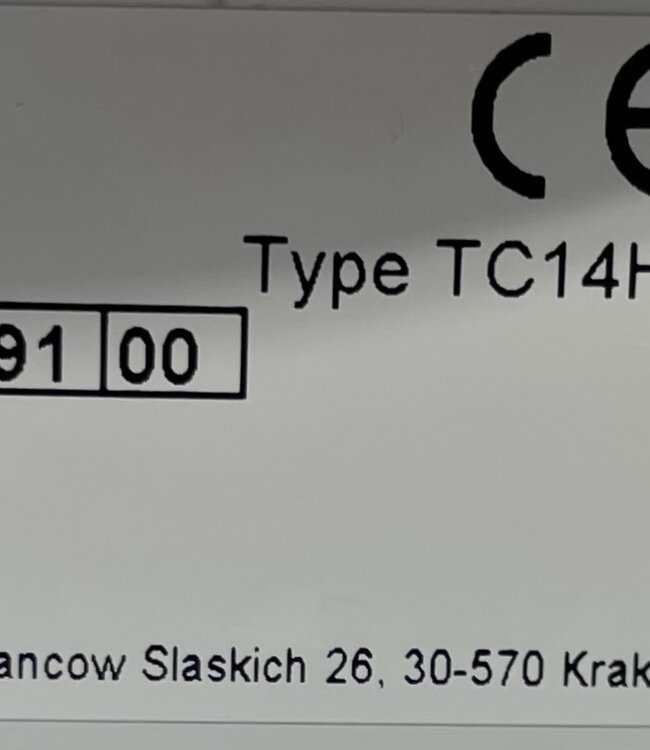 CE
Type TC14H
91 00
ancow Slaskich 26, 30-570 Krak